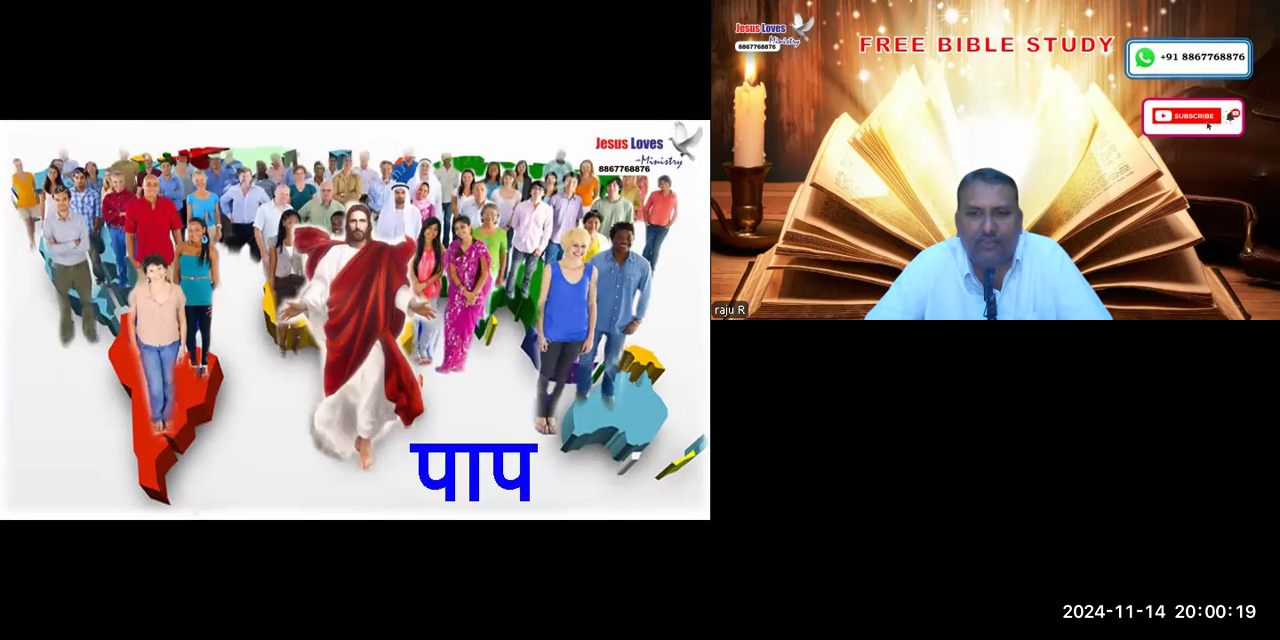 Jesus Loves
Ministry
8867768876
पाप
Jesus Loves
Ministry
8867768876
FREE BIBLE STUDY
+91 8867768876
SUBSCRIBE
raju R
2024-11-14 20:00:19